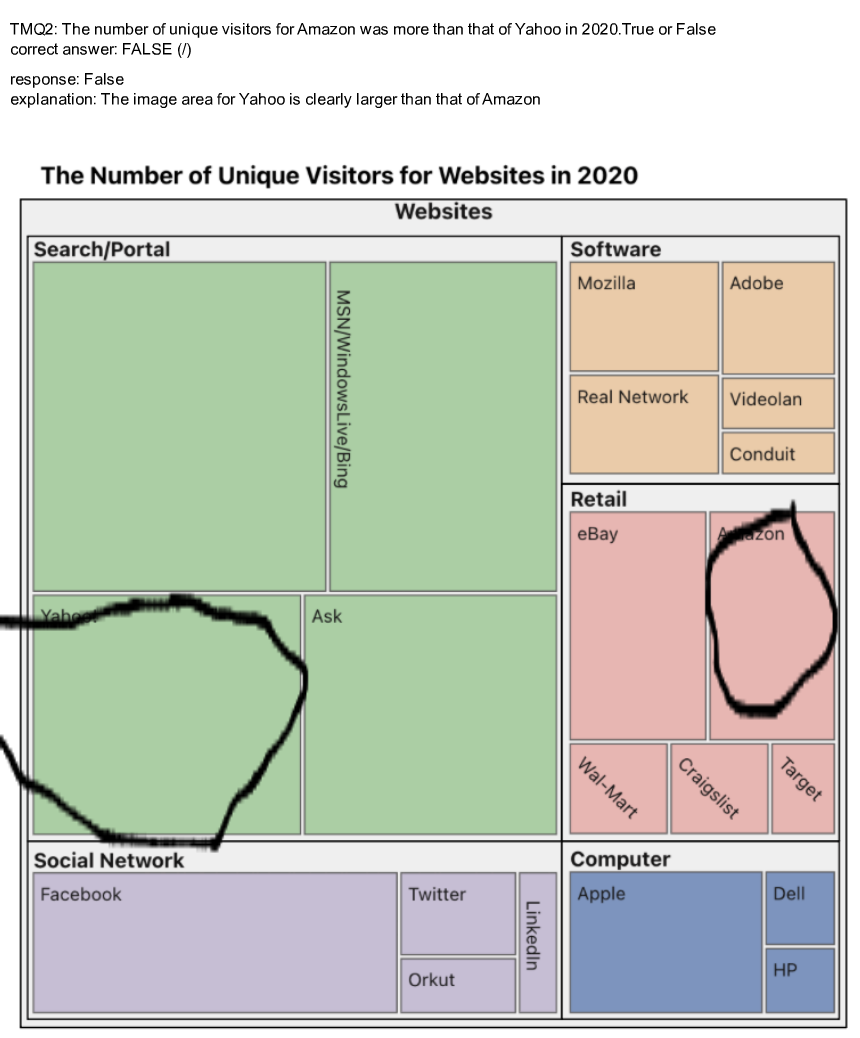 TMQ2: The number of unique visitors for Amazon was more than that of Yahoo in 2020.True or False
correct answer: FALSE (/)
response: False
explanation: The image area for Yahoo is clearly larger than that of Amazon
The Number of Unique Visitors for Websites in 2020
Websites
Search/Portal
MSN/WindowsLive/Bing
Yahoo!
Ask
Software
Mozilla
Adobe
Real Network
Videolan
Conduit
Retail
eBay
Amazon
Wal-Mart
Craigslist
Target
Social Network
Facebook
Twitter
Orkut
LinkedIn
Computer
Apple
Dell
HP